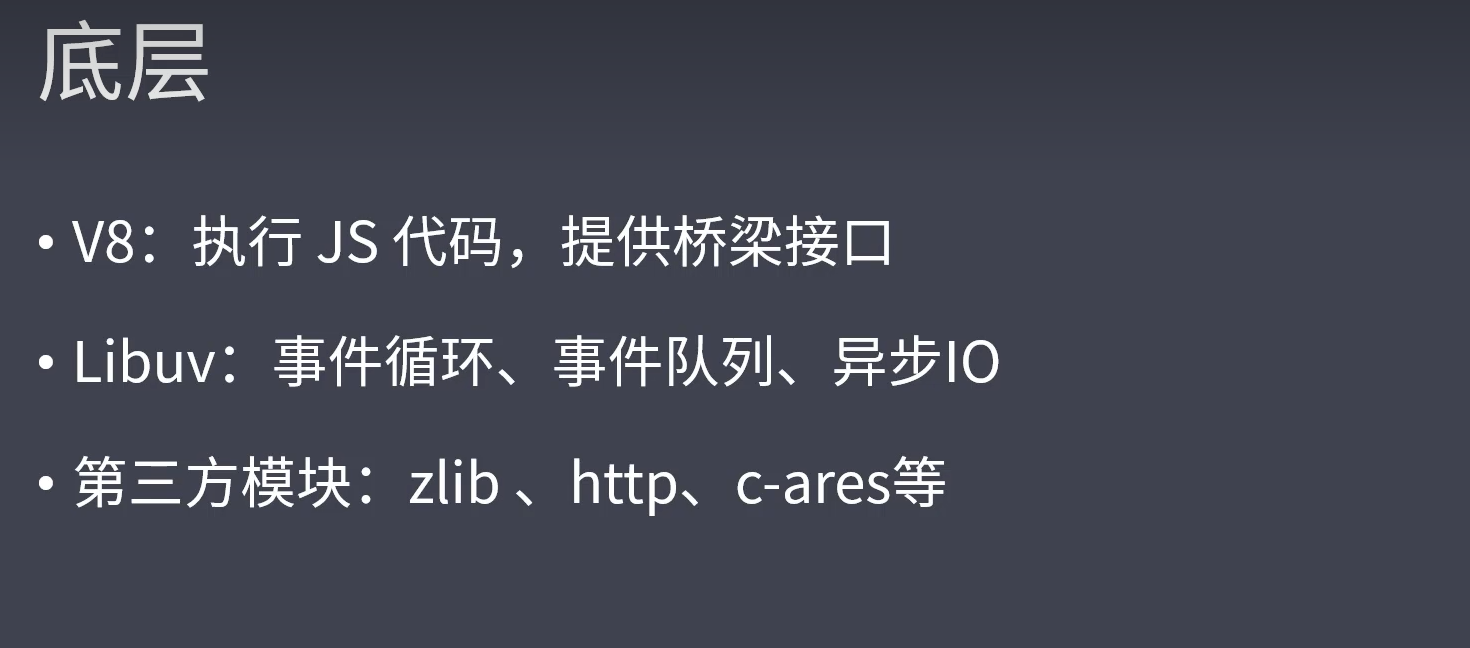 底层
• V8：执行 JS 代码，提供桥梁接口
• Libuv：事件循环、事件队列、异步IO
• 第三方模块：zlib 、http、c-ares等